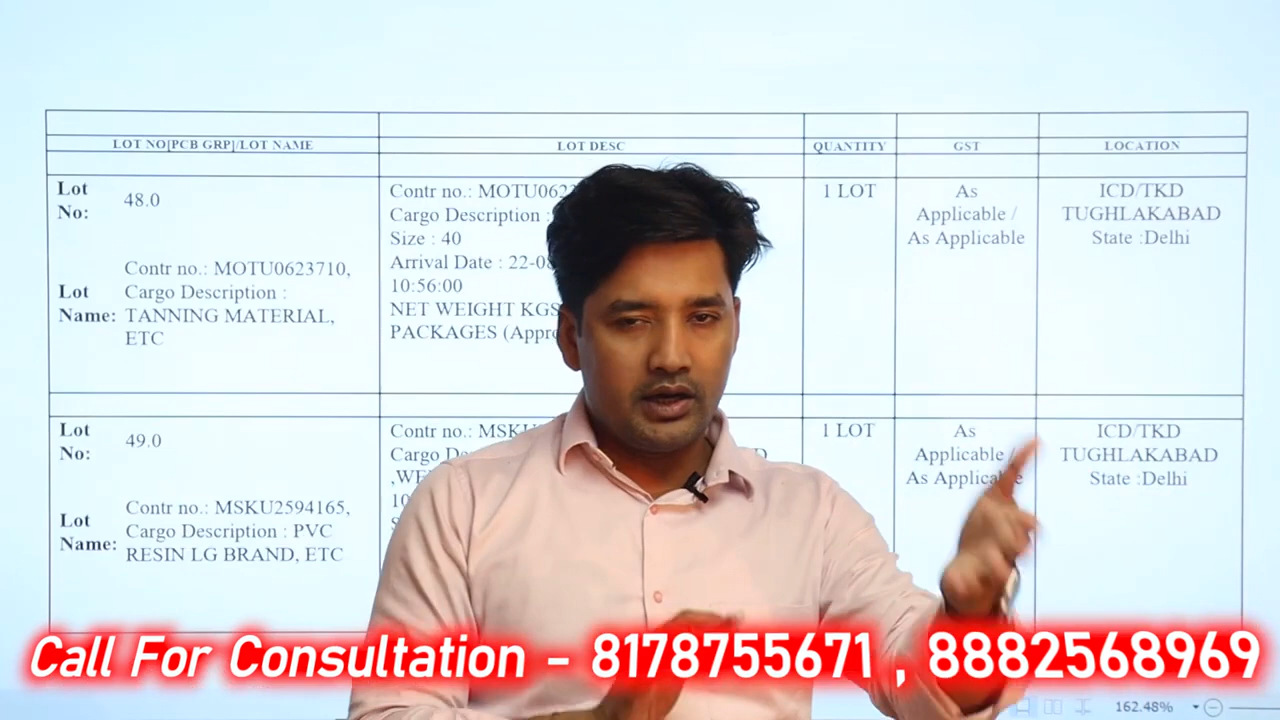 LOT NO[PCB GRP]/LOT NAME LOT DESC QUANTITY GST LOCATION
Lot No: 48.0
Lot Name: Contr no.: MOTU0623710,
Cargo Description :
TANNING MATERIAL,
ETC
Contr no.: MOTU062
Cargo Description :
Size : 40
Arrival Date : 22-0
10:56:00
NET WEIGHT KGS
PACKAGES (Appr
1 LOT
As
Applicable /
As Applicable
ICD/TKD
TUGHLAKABAD
State :Delhi
Lot No: 49.0
Lot Name: Contr no.: MSKU2594165,
Cargo Description : PVC
RESIN LG BRAND, ETC
Contr no.: MSKU
Cargo
1 LOT
As
Applicable /
As Applicable
ICD/TKD
TUGHLAKABAD
State :Delhi
Call For Consultation - 8178755671 , 8882568969
162.48%